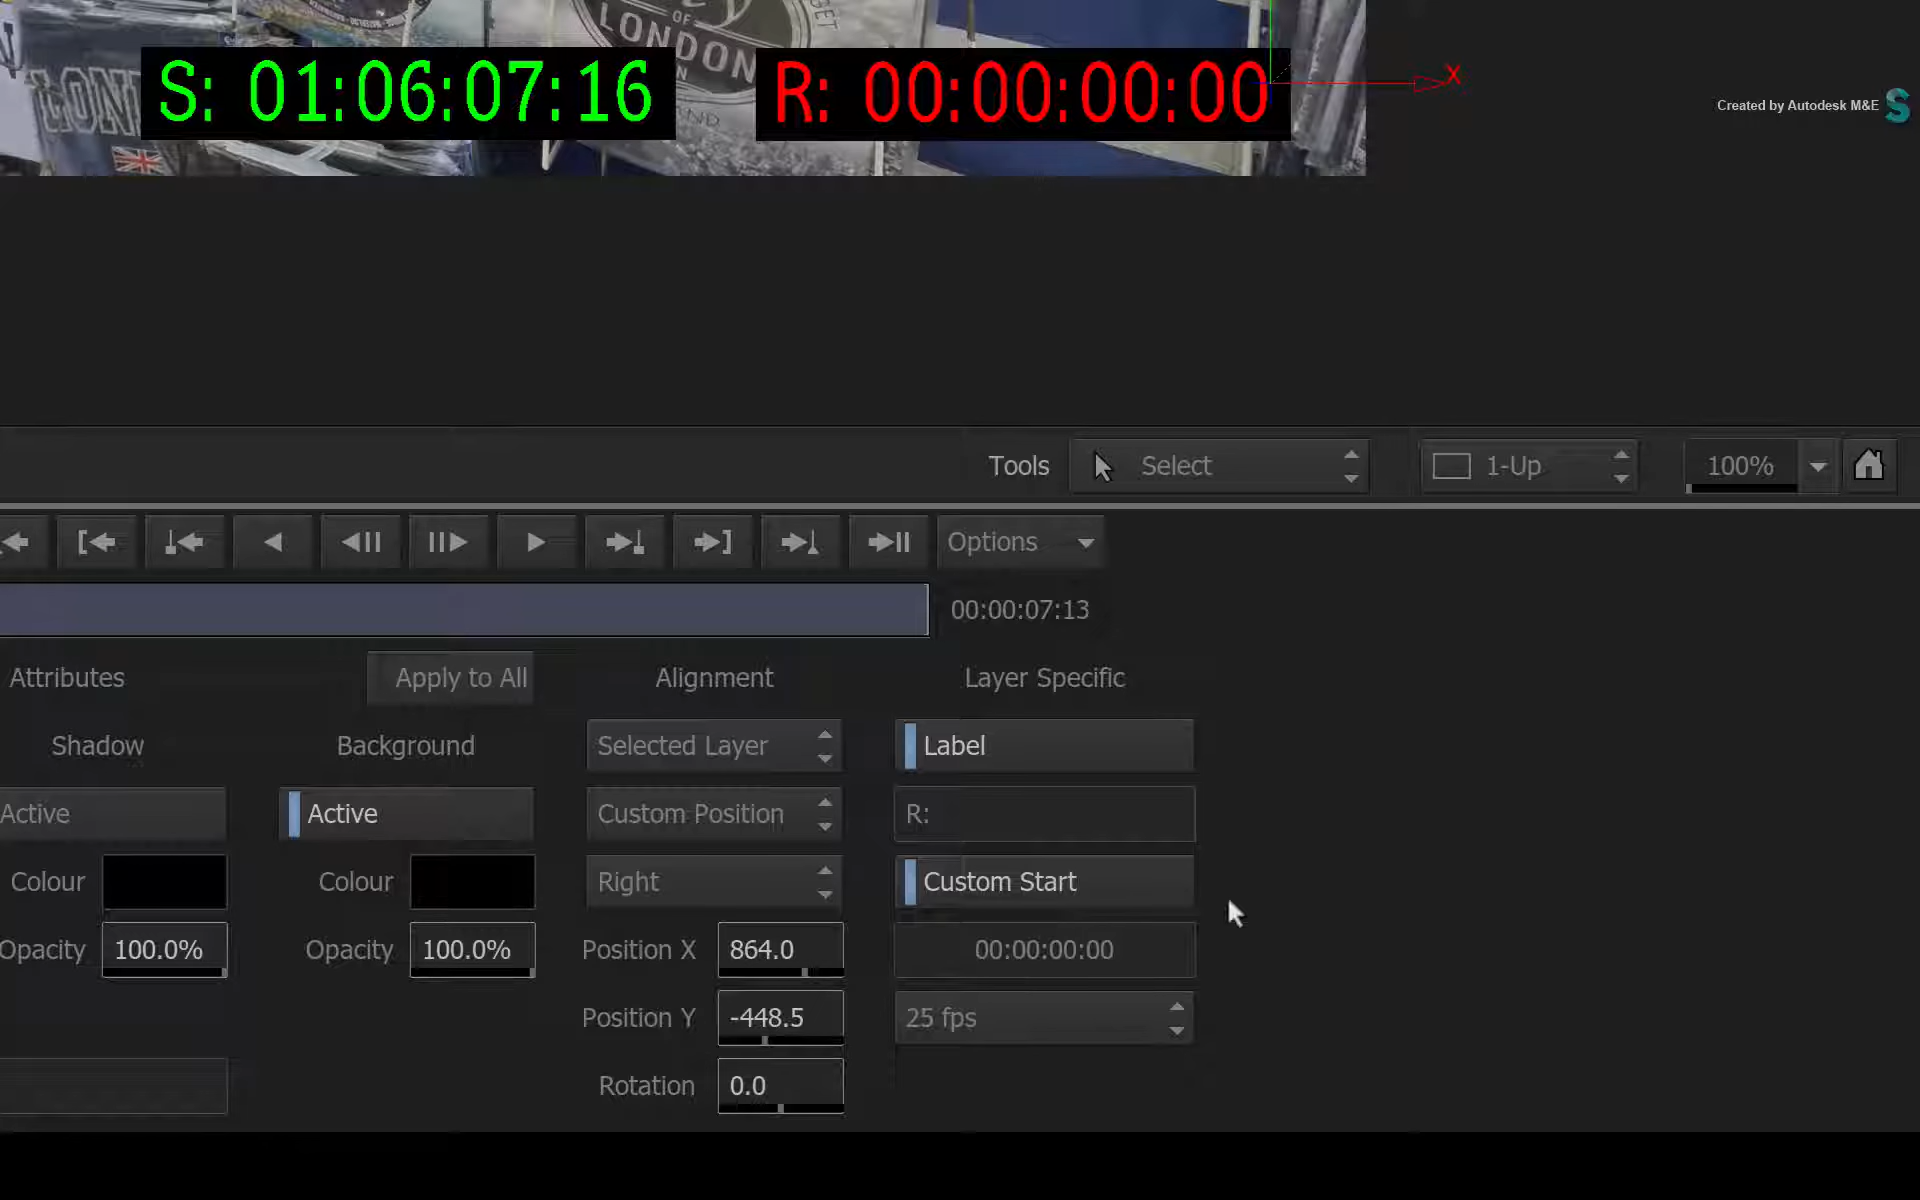 OF
LONDON
LOND
S: 01:06:07:16
R: 00:00:00:00
X
Created by Autodesk M&E
Tools
Select
1-Up
100%
Options
00:00:07:13
Attributes
Apply to All
Alignment
Layer Specific
Shadow
Background
Selected Layer
Label
Active
Active
Custom Position
R:
Colour
Colour
Right
Custom Start
Opacity 100.0%
Opacity 100.0%
Position X 864.0
00:00:00:00
Position Y -448.5
25 fps
Rotation 0.0